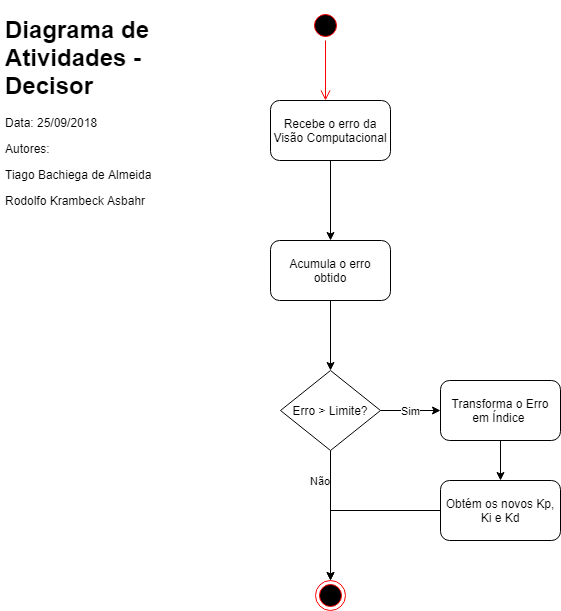 Diagrama de
Atividades -
Decisor
Data: 25/09/2018
Autores:
Tiago Bachiega de Almeida
Rodolfo Krambeck Asbahr
Recebe o erro da
Visão Computacional
Acumula o erro
obtido
Erro > Limite?
Sim
Transforma o Erro
em Índice
Não
Obtém os novos Kp,
Ki e Kd